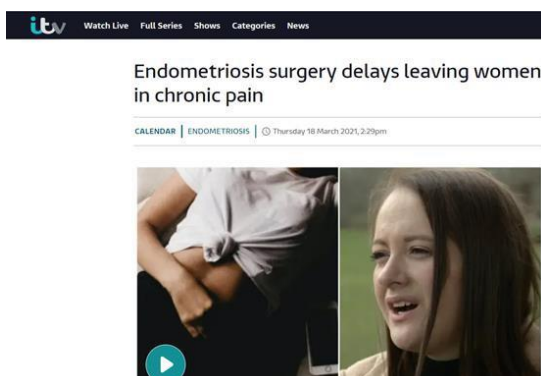 itv Watch Live Full Series Shows Categories News
Endometriosis surgery delays leaving women
in chronic pain
CALENDAR ENDOMETRIOSIS Thursday 18 March 2021, 2:29pm